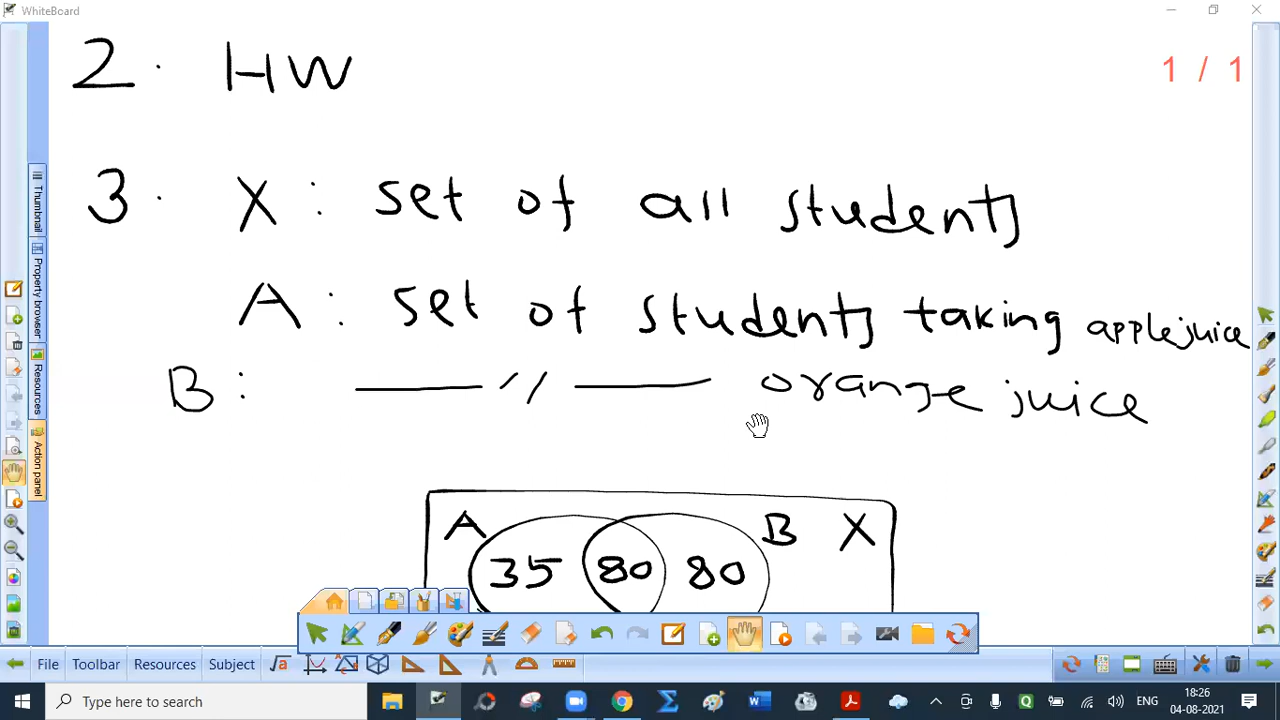 WhiteBoard
2. HW
1 / 1
3. X : set of all students
A : set of students taking apple juice
B : —— // —— orange juice
A B X
35 80 80
Thumbnail
Property browser
Resources
Action panel
File Toolbar Resources Subject
Type here to search
ENG
18:26
04-08-2021